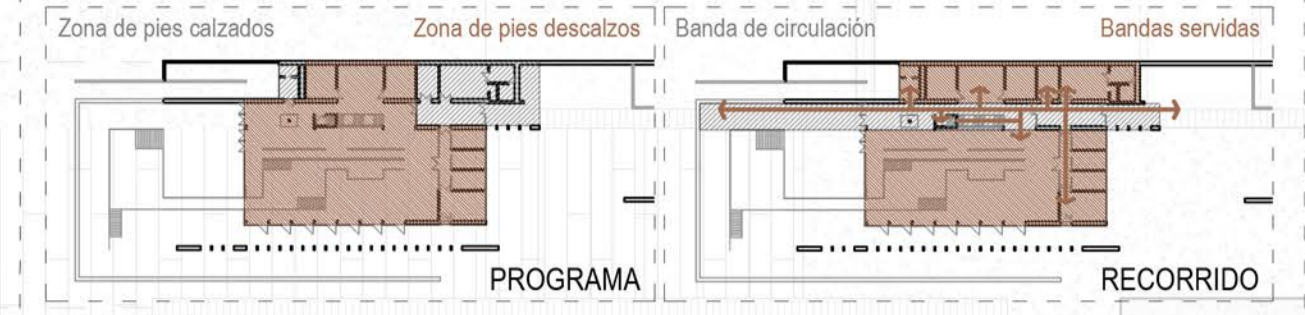 Zona de pies calzados
Zona de pies descalzos
PROGRAMA
Banda de circulación
Bandas servidas
RECORRIDO